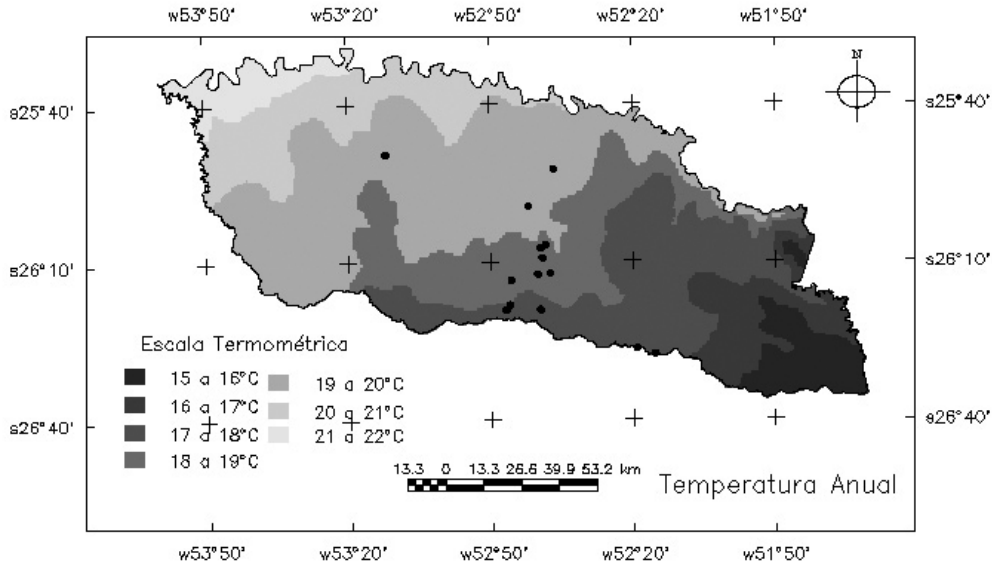 w53°50' w53°20' w52°50' w52°20' w51°50'
N
s25°40' s25°40'
s26°10' s26°10'
Escala Termométrica
15 a 16°C 19 a 20°C
16 a 17°C 20 a 21°C
17 a 18°C 21 a 22°C
18 a 19°C
s26°40' s26°40'
13.3 0 13.3 26.6 39.9 53.2 km
Temperatura Anual
w53°50' w53°20' w52°50' w52°20' w51°50'